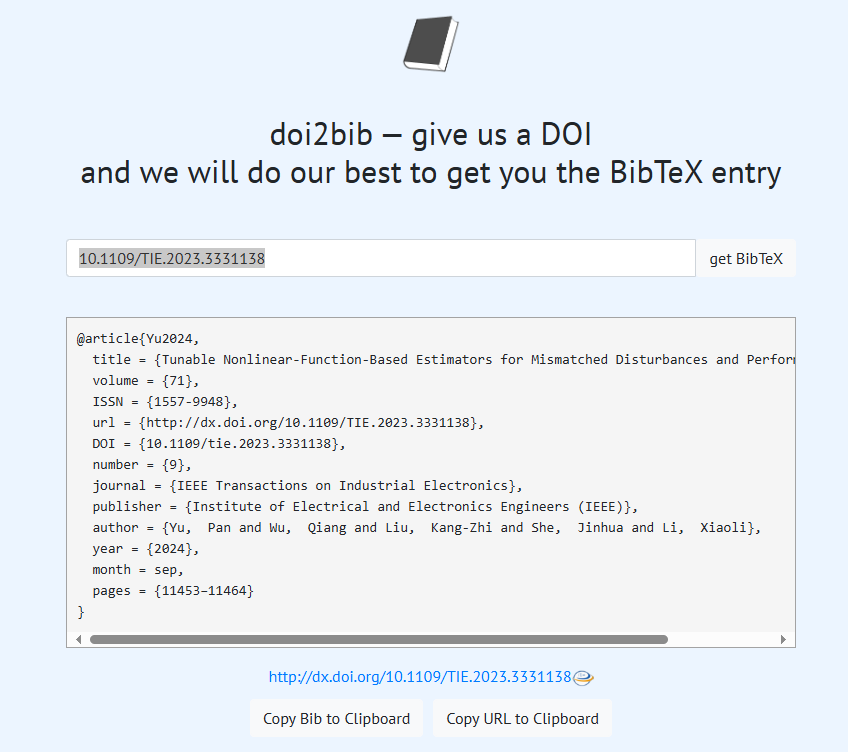 doi2bib — give us a DOI
and we will do our best to get you the BibTeX entry
10.1109/TIE.2023.3331138
get BibTeX
@article{Yu2024,
  title = {Tunable Nonlinear-Function-Based Estimators for Mismatched Disturbances and
  volume = {71},
  ISSN = {1557-9948},
  url = {http://dx.doi.org/10.1109/TIE.2023.3331138},
  DOI = {10.1109/tie.2023.3331138},
  number = {9},
  journal = {IEEE Transactions on Industrial Electronics},
  publisher = {Institute of Electrical and Electronics Engineers (IEEE)},
  author = {Yu,  Pan and Wu,  Qiang and Liu,  Kang-Zhi and She,  Jinhua and Li,  Xiaoli},
  year = {2024},
  month = sep,
  pages = {11453–11464}
}
http://dx.doi.org/10.1109/TIE.2023.3331138
Copy Bib to Clipboard
Copy URL to Clipboard